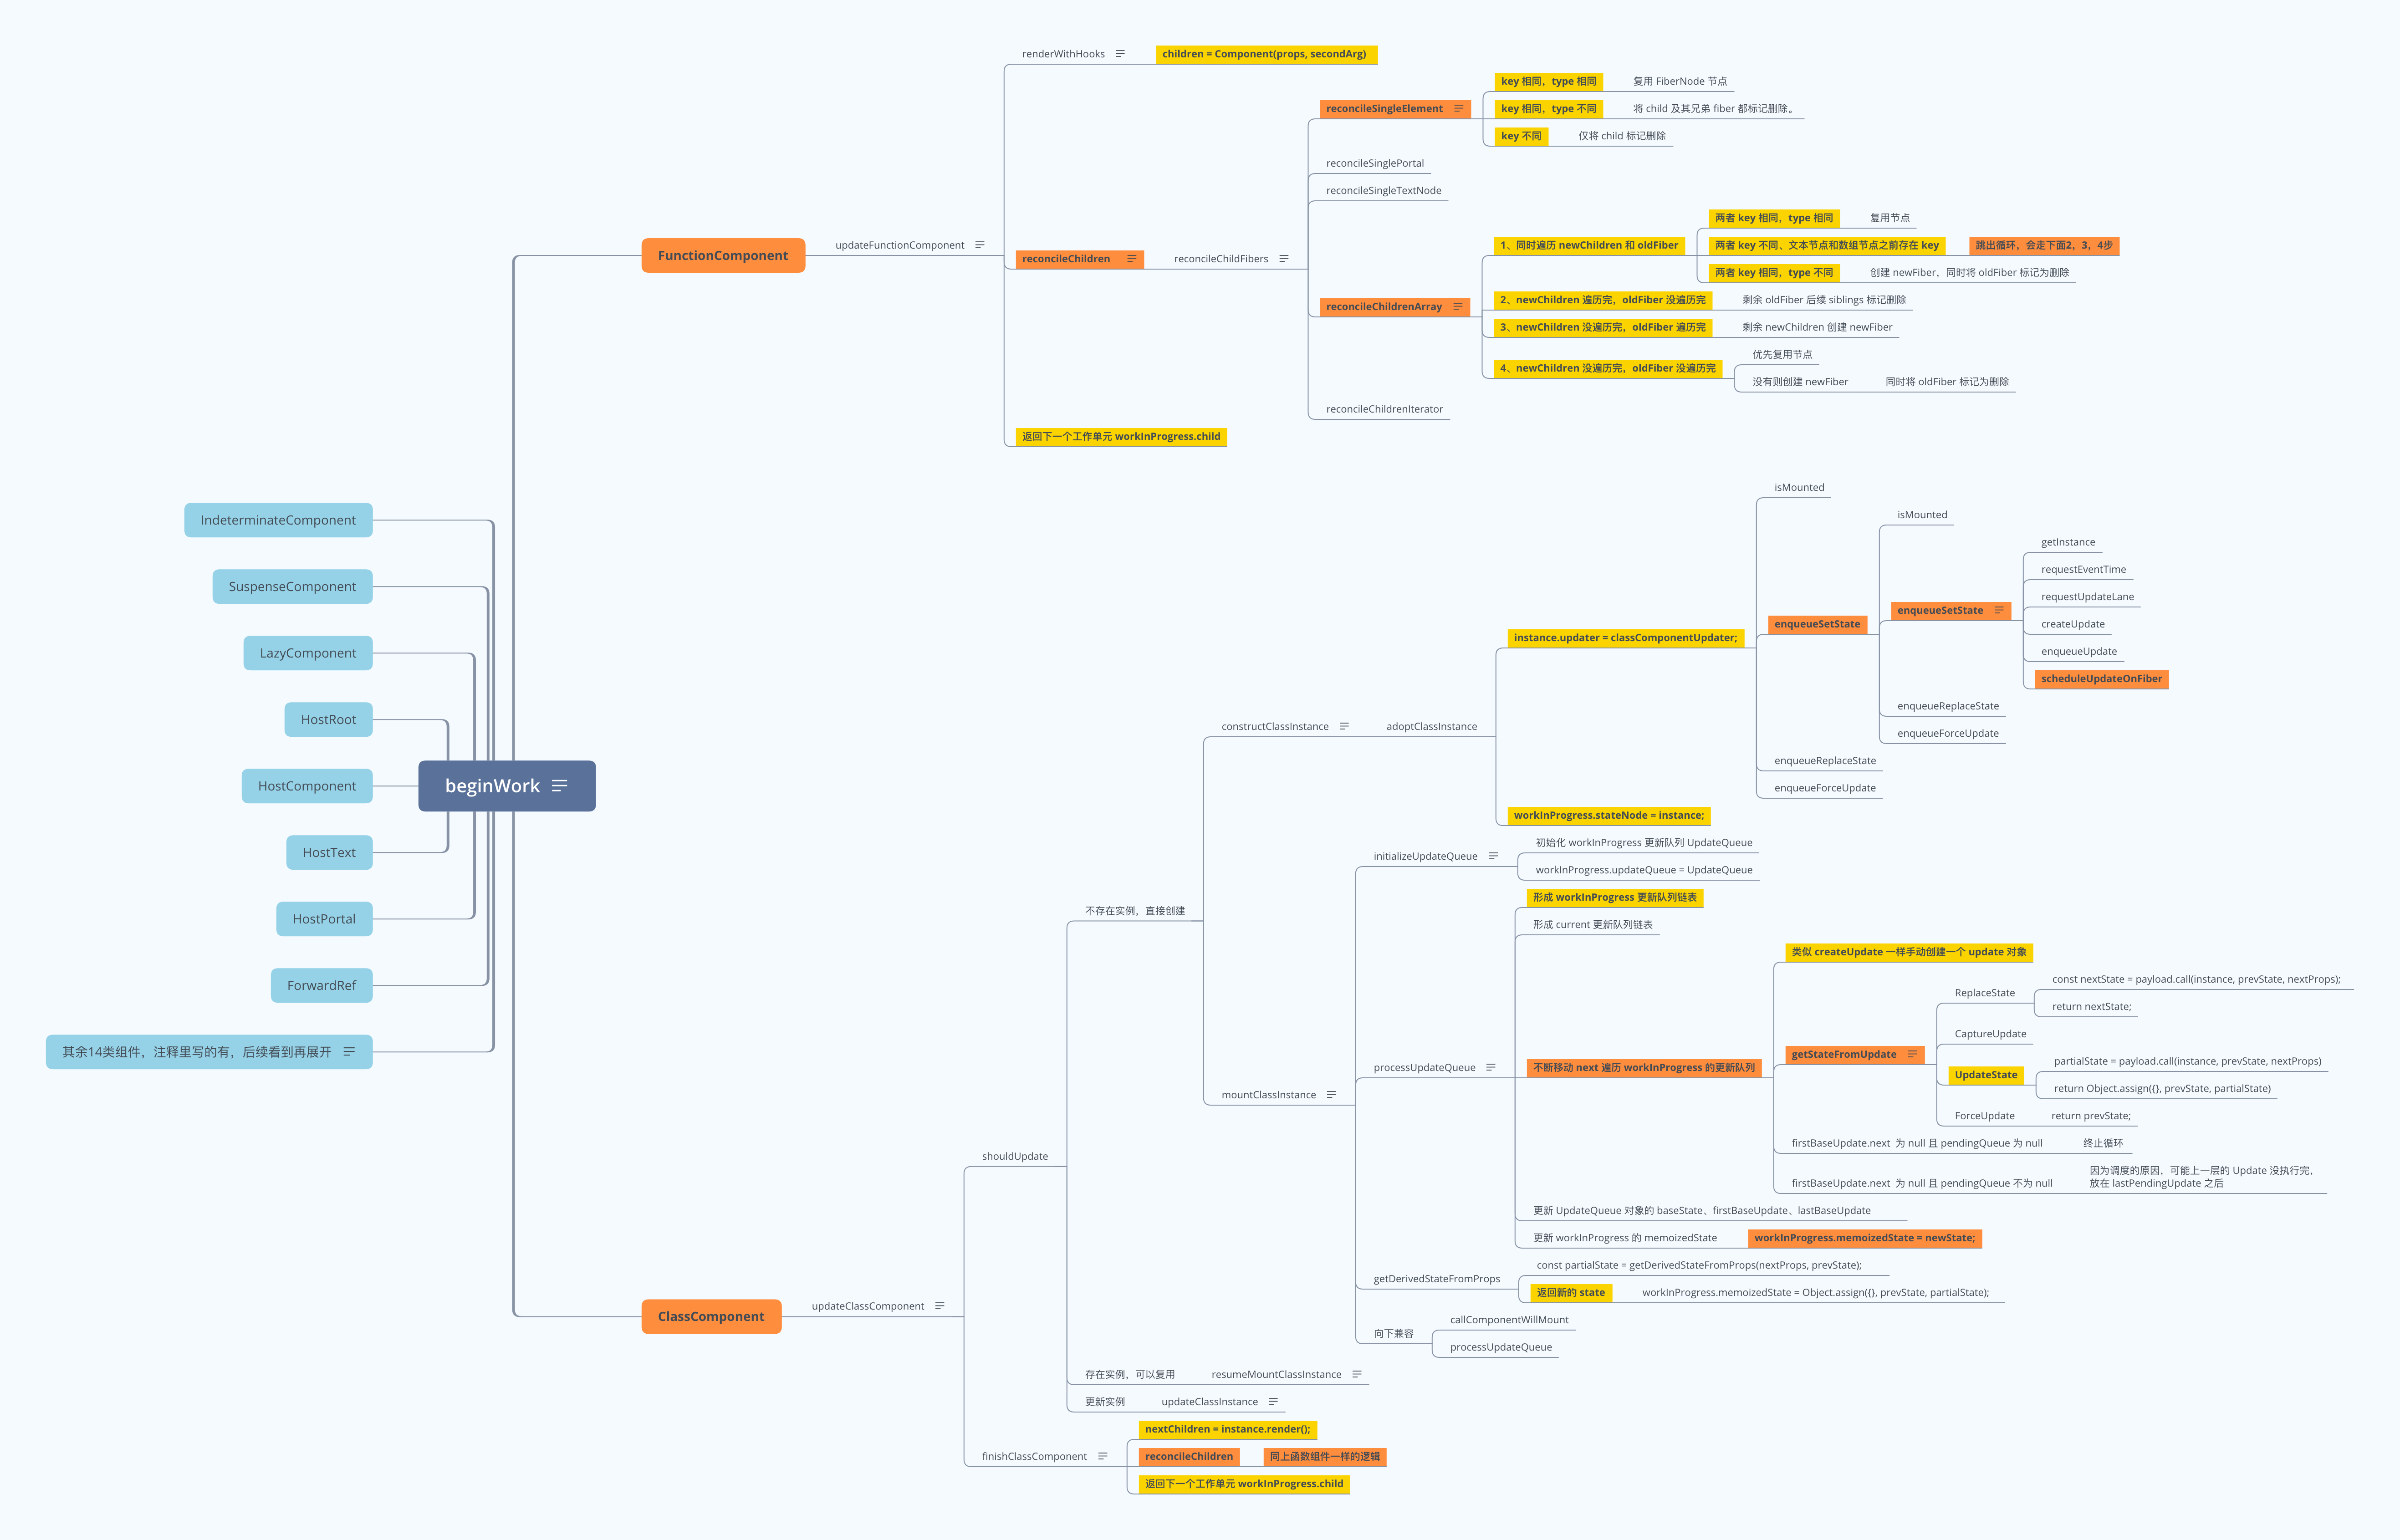 beginWork
FunctionComponent
updateFunctionComponent
renderWithHooks
children = Component(props, secondArg)
reconcileChildren
reconcileChildFibers
reconcileSingleElement
key 相同，type 相同
复用 FiberNode 节点
key 相同，type 不同
将 child 及其兄弟 fiber 都标记删除。
key 不同
仅将 child 标记删除
reconcileSinglePortal
reconcileSingleTextNode
reconcileChildrenArray
1、同时遍历 newChildren 和 oldFiber
两者 key 相同，type 相同
复用节点
两者 key 不同、文本节点和数组节点之前存在 key
跳出循环，会走下面2，3，4步
两者 key 相同，type 不同
创建 newFiber，同时将 oldFiber 标记为删除
2、newChildren 遍历完，oldFiber 没遍历完
剩余 oldFiber 后续 siblings 标记删除
3、newChildren 没遍历完，oldFiber 遍历完
剩余 newChildren 创建 newFiber
4、newChildren 没遍历完，oldFiber 没遍历完
优先复用节点
没有则创建 newFiber
同时将 oldFiber 标记为删除
reconcileChildrenIterator
返回下一个工作单元 workInProgress.child
ClassComponent
updateClassComponent
shouldUpdate
不存在实例，直接创建
constructClassInstance
adoptClassInstance
instance.updater = classComponentUpdater;
isMounted
enqueueSetState
isMounted
enqueueSetState
getInstance
requestEventTime
requestUpdateLane
createUpdate
enqueueUpdate
scheduleUpdateOnFiber
enqueueReplaceState
enqueueForceUpdate
enqueueReplaceState
enqueueForceUpdate
workInProgress.stateNode = instance;
mountClassInstance
initializeUpdateQueue
初始化 workInProgress 更新队列 UpdateQueue
workInProgress.updateQueue = UpdateQueue
processUpdateQueue
形成 workInProgress 更新队列链表
形成 current 更新队列链表
不断移动 next 遍历 workInProgress 的更新队列
类似 createUpdate 一样手动创建一个 update 对象
getStateFromUpdate
ReplaceState
const nextState = payload.call(instance, prevState, nextProps);
return nextState;
CaptureUpdate
UpdateState
partialState = payload.call(instance, prevState, nextProps)
return Object.assign({}, prevState, partialState)
ForceUpdate
return prevState;
firstBaseUpdate.next 为 null 且 pendingQueue 为 null
终止循环
firstBaseUpdate.next 为 null 且 pendingQueue 不为 null
因为调度的原因，可能上一层的 Update 没执行完，
放在 lastPendingUpdate 之后
更新 UpdateQueue 对象的 baseState、firstBaseUpdate、lastBaseUpdate
更新 workInProgress 的 memoizedState
workInProgress.memoizedState = newState;
getDerivedStateFromProps
const partialState = getDerivedStateFromProps(nextProps, prevState);
返回新的 state
workInProgress.memoizedState = Object.assign({}, prevState, partialState);
向下兼容
callComponentWillMount
processUpdateQueue
存在实例，可以复用
resumeMountClassInstance
更新实例
updateClassInstance
finishClassComponent
nextChildren = instance.render();
reconcileChildren
同上函数组件一样的逻辑
返回下一个工作单元 workInProgress.child
IndeterminateComponent
SuspenseComponent
LazyComponent
HostRoot
HostComponent
HostText
HostPortal
ForwardRef
其余14类组件，注释里写的有，后续看到再展开